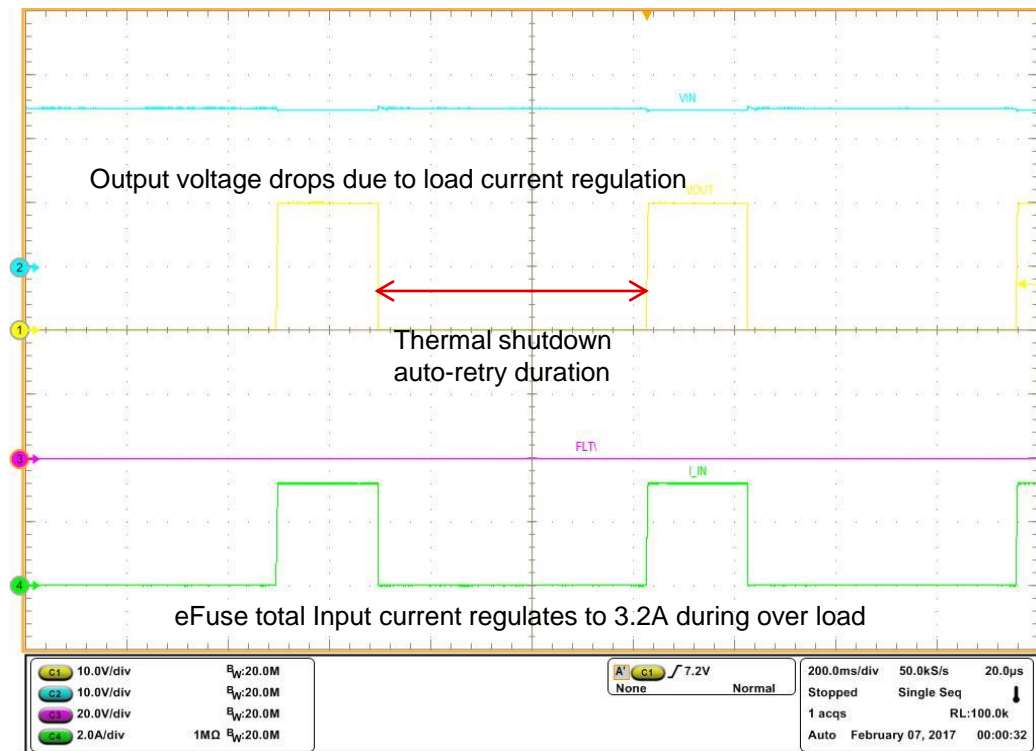 VIN
Output voltage drops due to load current regulation
VOUT
2
1
Thermal shutdown
auto-retry duration
FLT\
3
I_IN
4
eFuse total Input current regulates to 3.2A during over load
C1 10.0V/div BW:20.0M
C2 10.0V/div BW:20.0M
C3 20.0V/div BW:20.0M
C4 2.0A/div 1MΩ BW:20.0M
A' C1 7.2V
None Normal
200.0ms/div 50.0kS/s 20.0µs
Stopped Single Seq
1 acqs RL:100.0k
Auto February 07, 2017 00:00:32